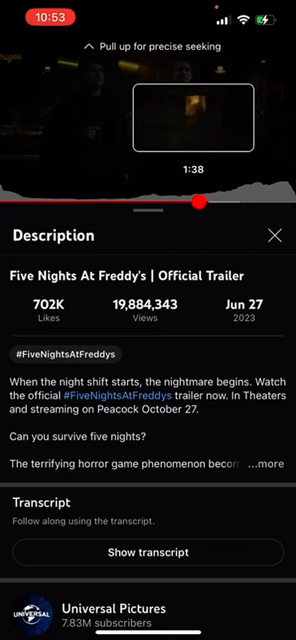 10:53
Pull up for precise seeking
1:38
Description
Five Nights At Freddy's | Official Trailer
702K
19,884,343
Jun 27
Likes
Views
2023
#FiveNightsAtFreddys
When the night shift starts, the nightmare begins. Watch
the official #FiveNightsAtFreddys trailer now. In Theaters
and streaming on Peacock October 27.
Can you survive five nights?
The terrifying horror game phenomenon becom ...more
Transcript
Follow along using the transcript.
Show transcript
UNIVERSAL
Universal Pictures
7.83M subscribers